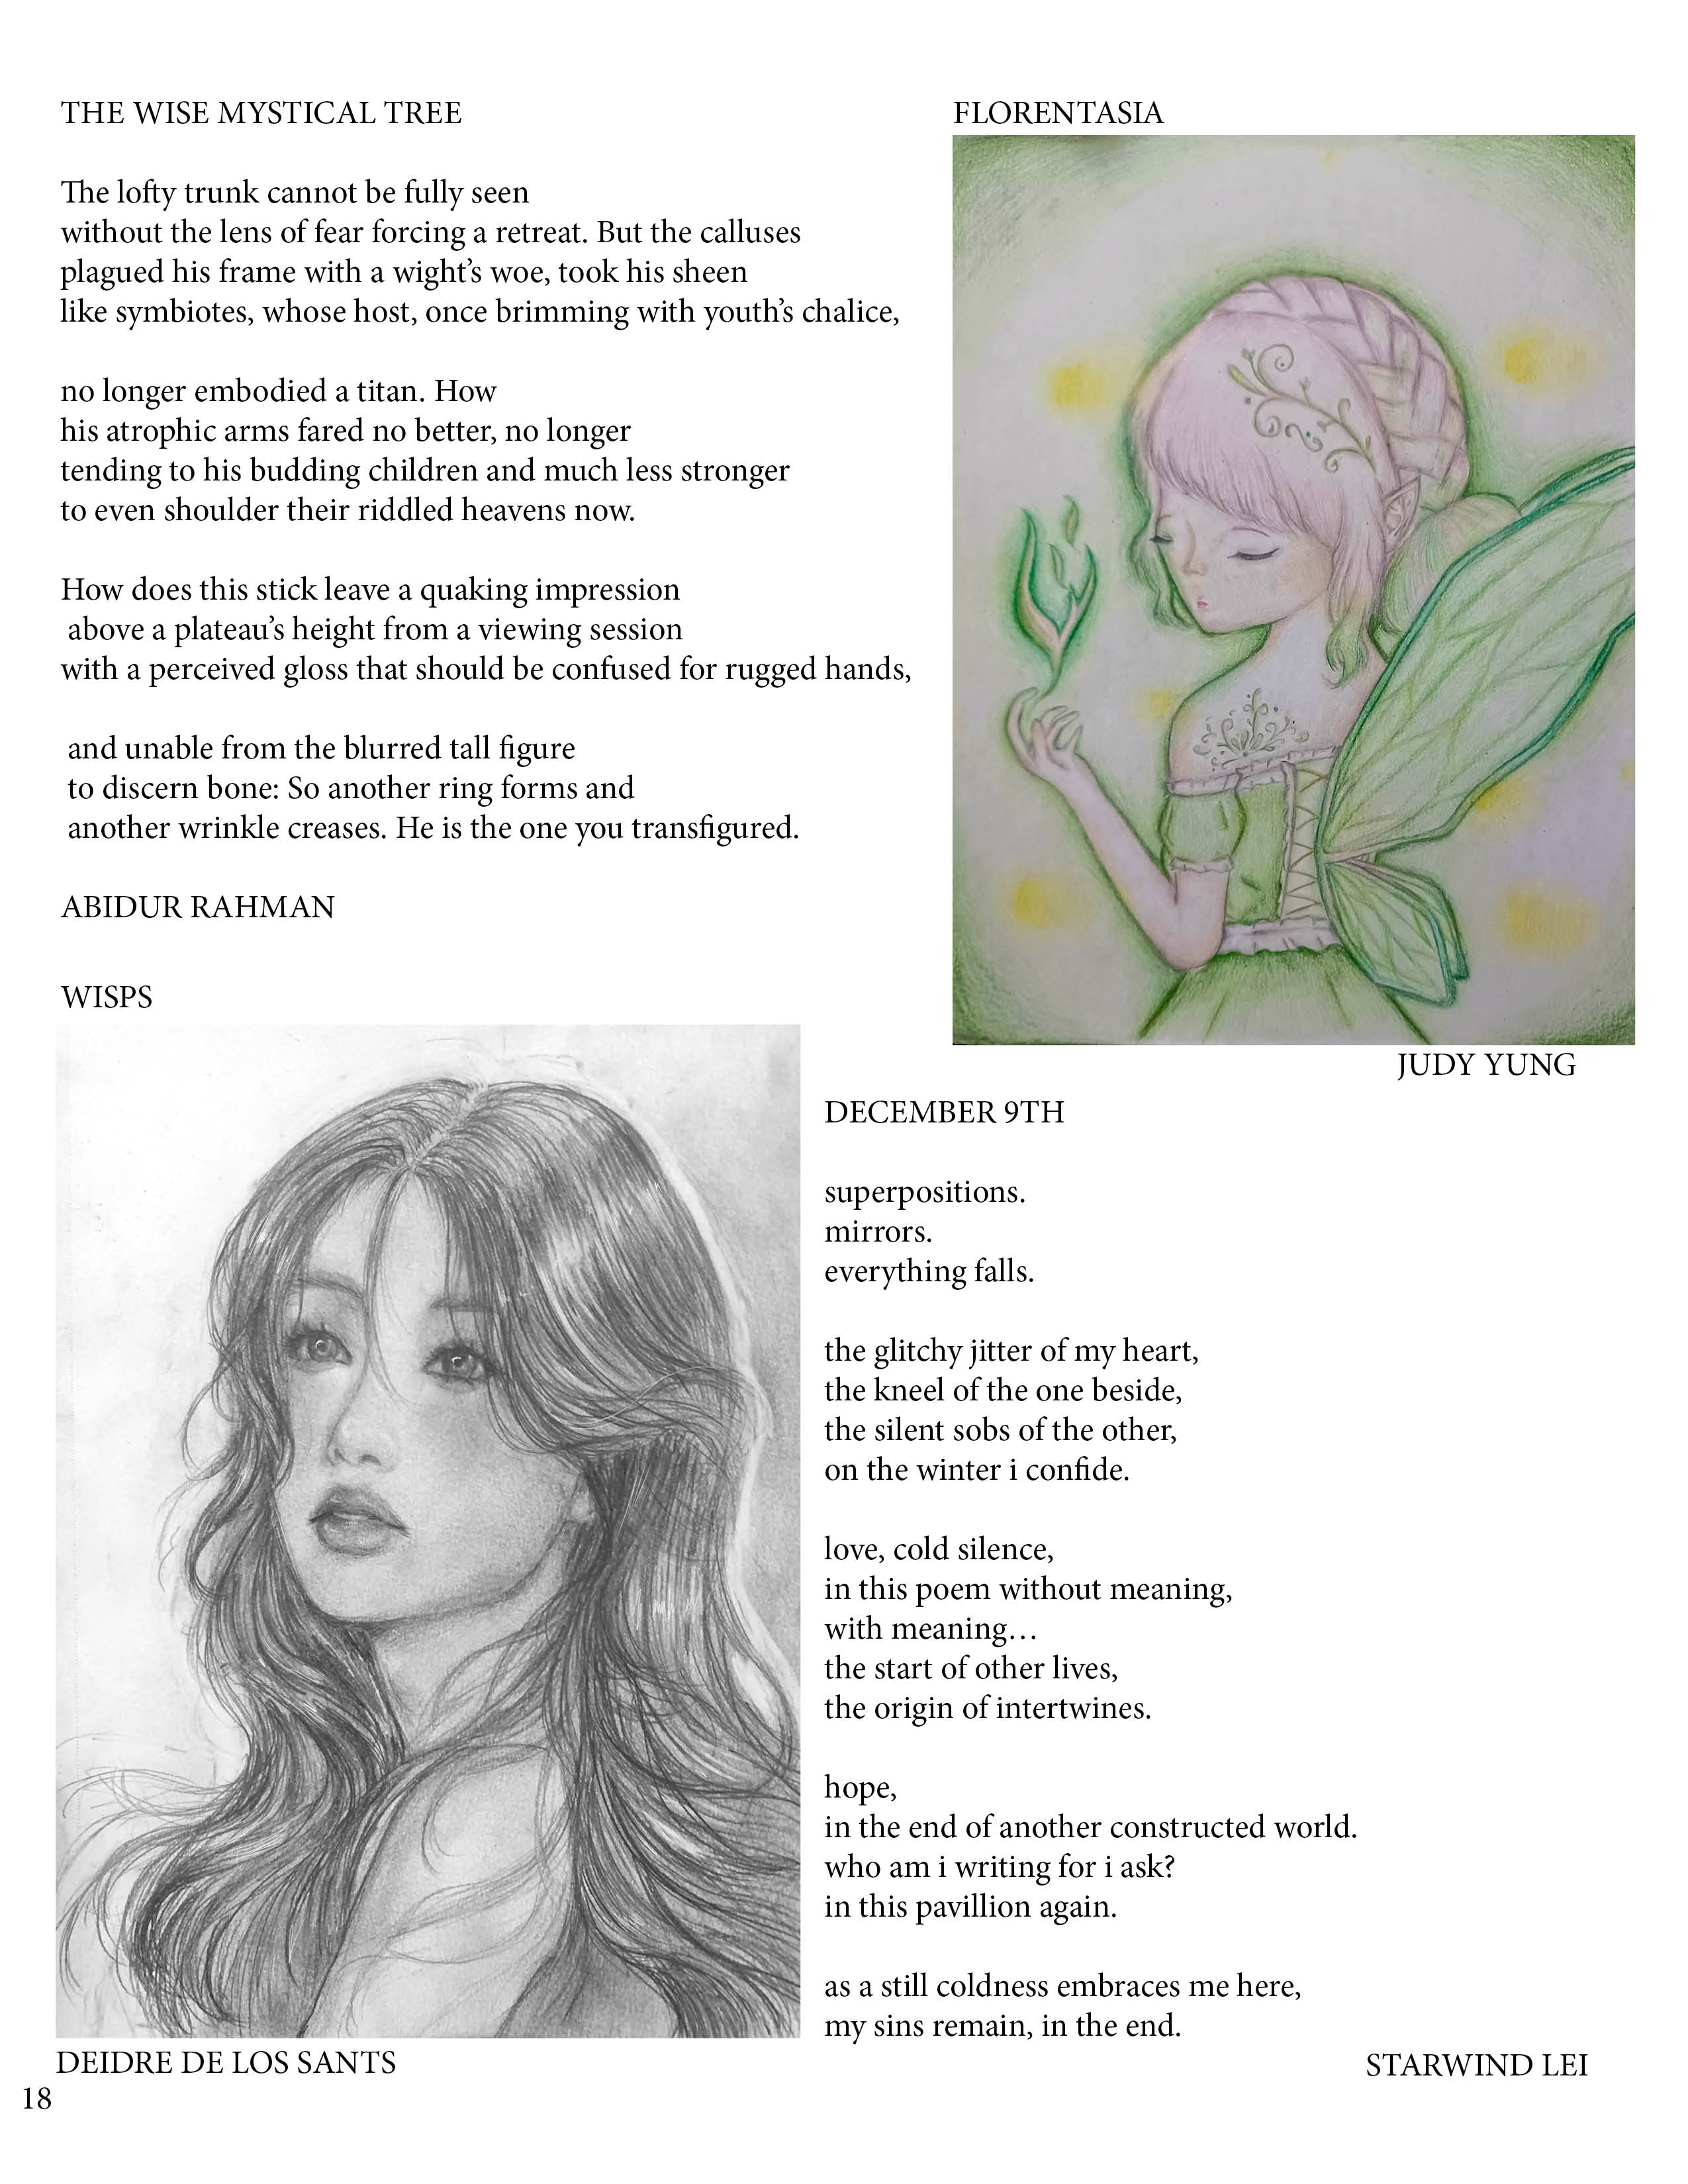 THE WISE MYSTICAL TREE
The lofty trunk cannot be fully seen
without the lens of fear forcing a retreat. But the calluses
plagued his frame with a wight’s woe, took his sheen
like symbiotes, whose host, once brimming with youth’s chalice,
no longer embodied a titan. How
his atrophic arms fared no better, no longer
tending to his budding children and much less stronger
to even shoulder their riddled heavens now.
How does this stick leave a quaking impression
above a plateau’s height from a viewing session
with a perceived gloss that should be confused for rugged hands,
and unable from the blurred tall figure
to discern bone: So another ring forms and
another wrinkle creases. He is the one you transfigured.
ABIDUR RAHMAN
FLORENTASIA
JUDY YUNG
WISPS
DEIDRE DE LOS SANTS
DECEMBER 9TH
superpositions.
mirrors.
everything falls.
the glitchy jitter of my heart,
the kneel of the one beside,
the silent sobs of the other,
on the winter i confide.
love, cold silence,
in this poem without meaning,
with meaning…
the start of other lives,
the origin of intertwines.
hope,
in the end of another constructed world.
who am i writing for i ask?
in this pavillion again.
as a still coldness embraces me here,
my sins remain, in the end.
STARWIND LEI
18